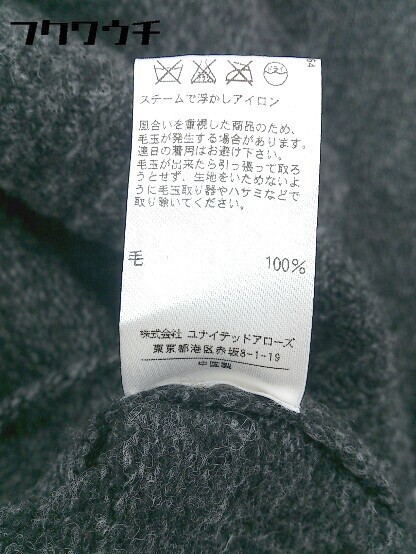 フクワウチ
64
スチームで浮かしアイロン
風合いを重視した商品のため、
毛玉が発生する場合があります。
連日の着用はお避け下さい。
毛玉が出来たら引っ張って取ろ
うとせず、生地をいためないよ
うに毛玉取り器やハサミなどで
取り除いてください。
毛 100%
株式会社 ユナイテッドアローズ
東京都港区赤坂8-1-19
中国製